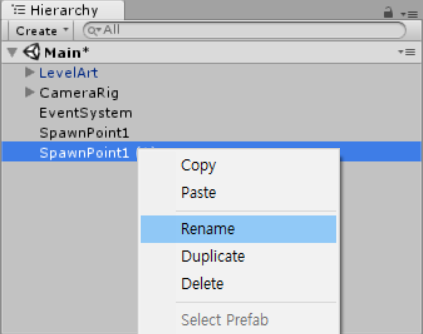 Hierarchy
Create All
Main*
LevelArt
CameraRig
EventSystem
SpawnPoint1
SpawnPoint1
Copy
Paste
Rename
Duplicate
Delete
Select Prefab